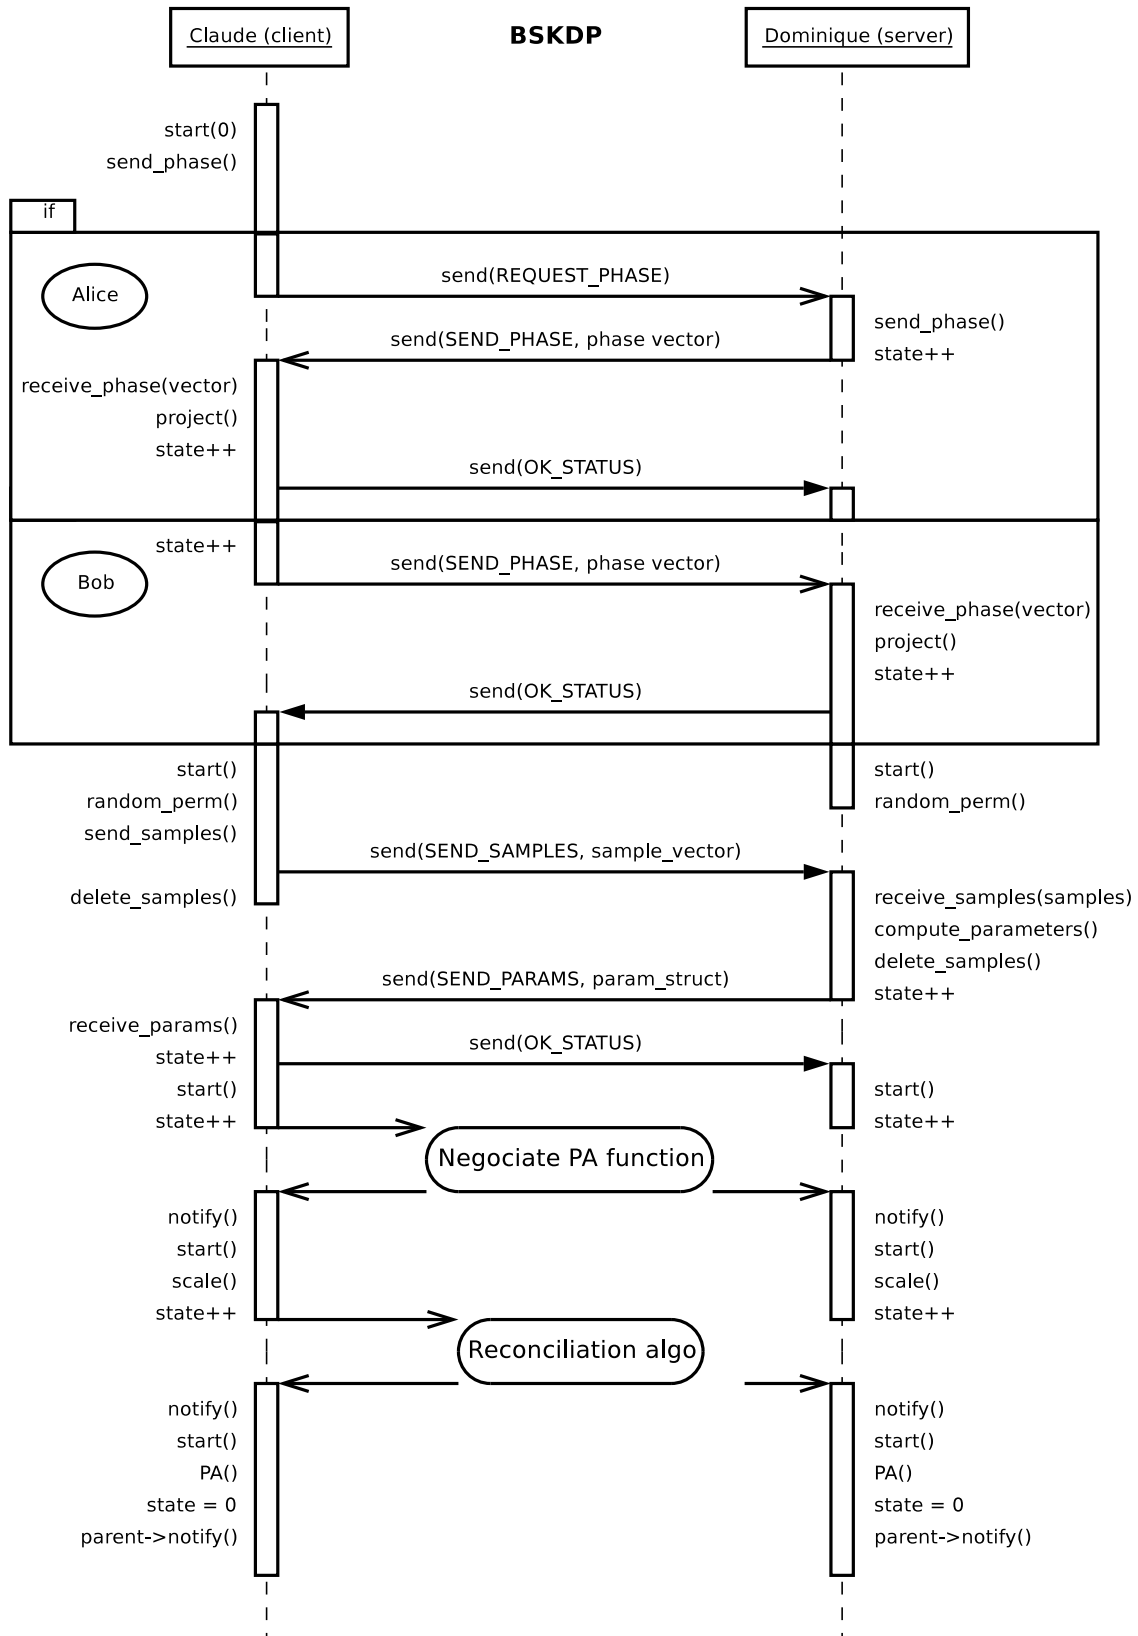 Claude (client)
BSKDP
Dominique (server)
start(0)
send_phase()
if
Alice
send(REQUEST_PHASE)
send_phase()
send(SEND_PHASE, phase vector)
state++
receive_phase(vector)
project()
state++
send(OK_STATUS)
state++
Bob
send(SEND_PHASE, phase vector)
receive_phase(vector)
project()
state++
send(OK_STATUS)
start()
start()
random_perm()
random_perm()
send_samples()
send(SEND_SAMPLES, sample_vector)
delete_samples()
receive_samples(samples)
compute_parameters()
delete_samples()
send(SEND_PARAMS, param_struct)
state++
receive_params()
send(OK_STATUS)
state++
start()
start()
state++
state++
Negociate PA function
notify()
notify()
start()
start()
scale()
scale()
state++
state++
Reconciliation algo
notify()
notify()
start()
start()
PA()
PA()
state = 0
state = 0
parent->notify()
parent->notify()